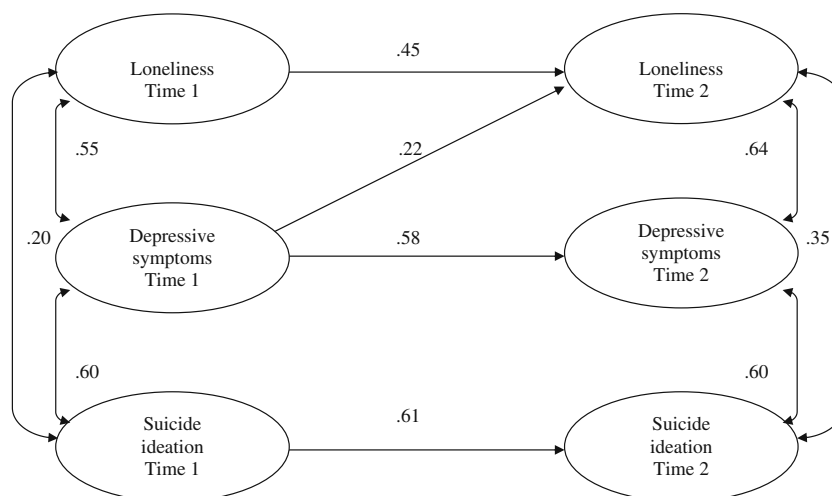 .45
Loneliness
Time 1
Loneliness
Time 2
.55
.22
.64
.20
Depressive
symptoms
Time 1
.58
Depressive
symptoms
Time 2
.35
.60
.60
Suicide
ideation
Time 1
.61
Suicide
ideation
Time 2